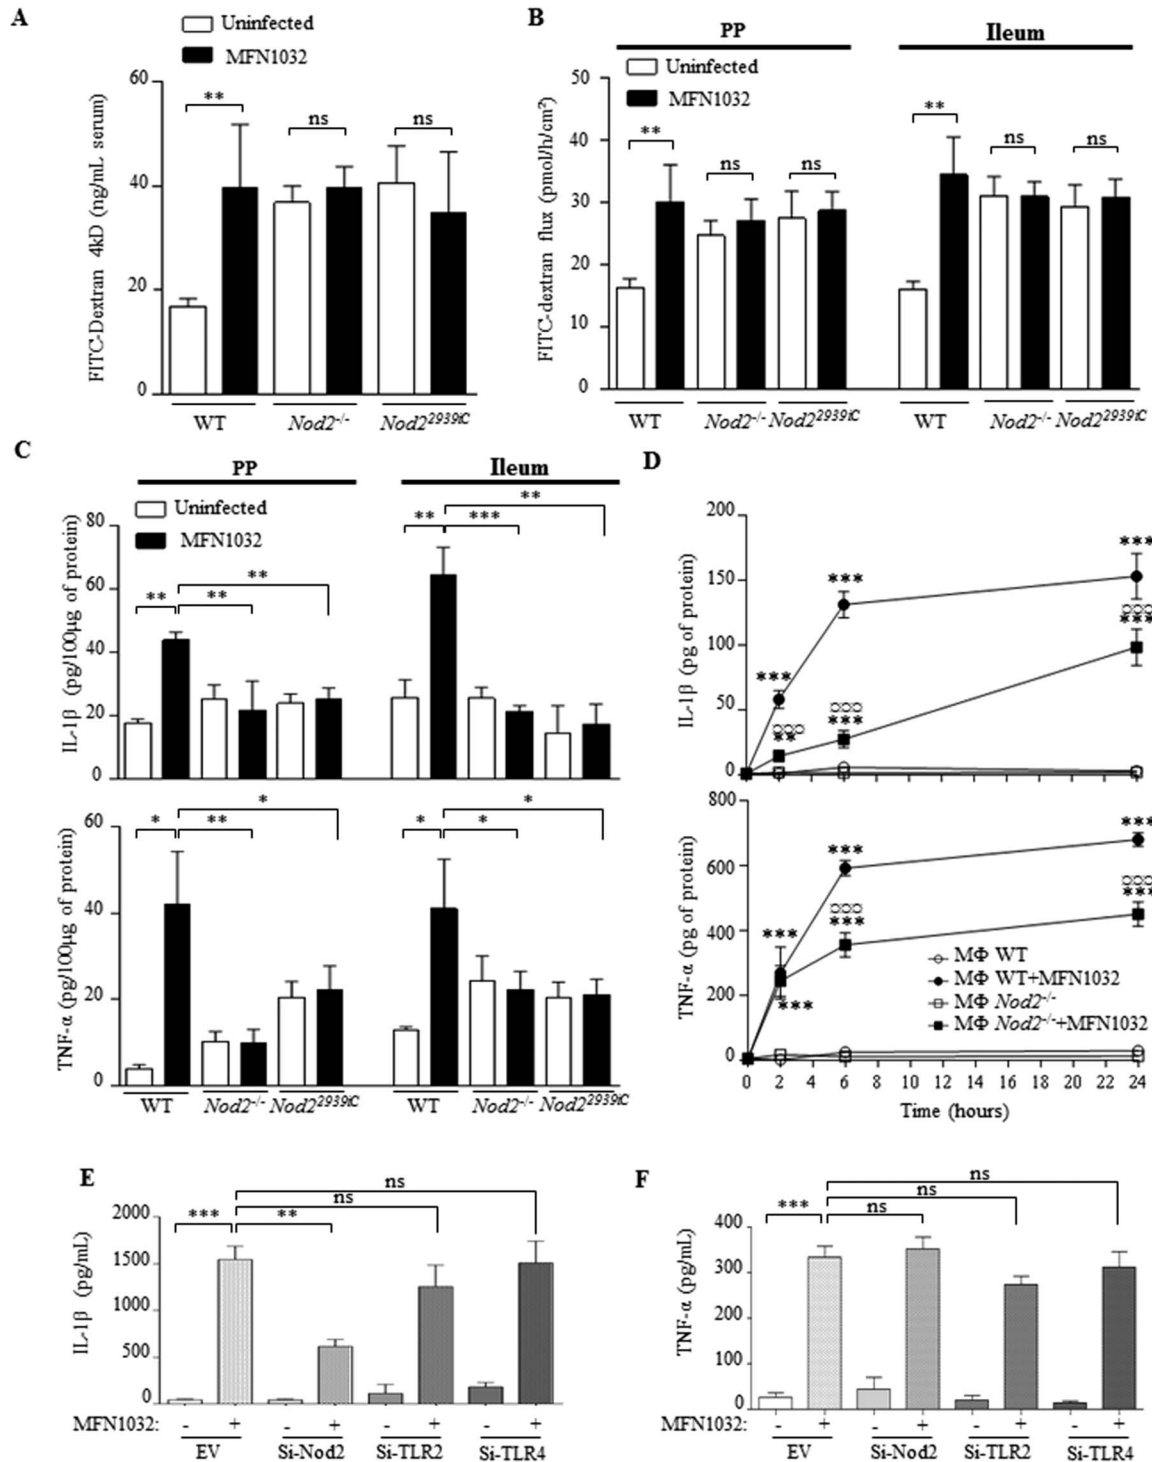 A
Uninfected
MFN1032
FITC-Dextran 4kD (ng/mL serum)
60
40
20
0
**
ns
ns
WT
Nod2-/-
Nod22939iC
B
PP
Ileum
Uninfected
MFN1032
FITC-dextran flux (pmol/h/cm²)
50
40
30
20
10
0
**
ns
ns
**
ns
ns
WT
Nod2-/-
Nod22939iC
WT
Nod2-/-
Nod22939iC
C
PP
Ileum
Uninfected
MFN1032
IL-1β (pg/100µg of protein)
80
60
40
20
0
**
**
**
**
***
**
TNF-α (pg/100µg of protein)
60
40
20
0
*
**
*
*
*
*
WT
Nod2-/-
Nod22939iC
WT
Nod2-/-
Nod22939iC
D
IL-1β (pg of protein)
200
150
100
50
0
***
***
***
¤¤¤
**
¤¤¤
***
¤¤¤
***
TNF-α (pg of protein)
800
600
400
200
0
***
***
***
***
¤¤¤
***
¤¤¤
***
MΦ WT
MΦ WT+MFN1032
MΦ Nod2-/-
MΦ Nod2-/-+MFN1032
0 2 4 6 8 10 12 14 16 18 20 22 24
Time (hours)
E
IL-1β (pg/mL)
2000
1500
1000
500
0
ns
ns
***
**
MFN1032: - + - + - + - +
EV
Si-Nod2
Si-TLR2
Si-TLR4
F
TNF-α (pg/mL)
400
300
200
100
0
ns
ns
***
ns
MFN1032: - + - + - + - +
EV
Si-Nod2
Si-TLR2
Si-TLR4